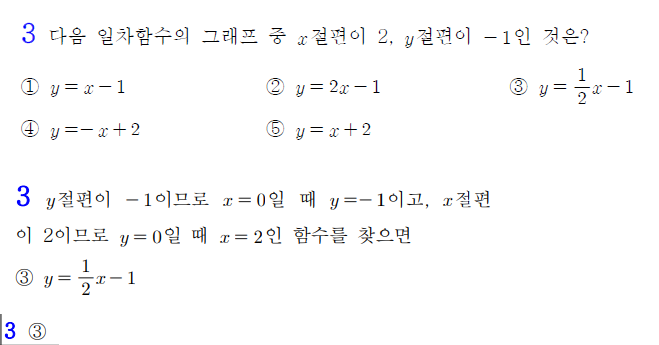 3 다음 일차함수의 그래프 중 x절편이 2, y절편이 −1인 것은?
① y = x − 1 ② y = 2x − 1 ③ y = 1/2 x − 1
④ y = − x + 2 ⑤ y = x + 2
3 y절편이 −1이므로 x = 0일 때 y = − 1이고, x절편
이 2이므로 y = 0일 때 x = 2인 함수를 찾으면
③ y = 1/2 x − 1
3 ③